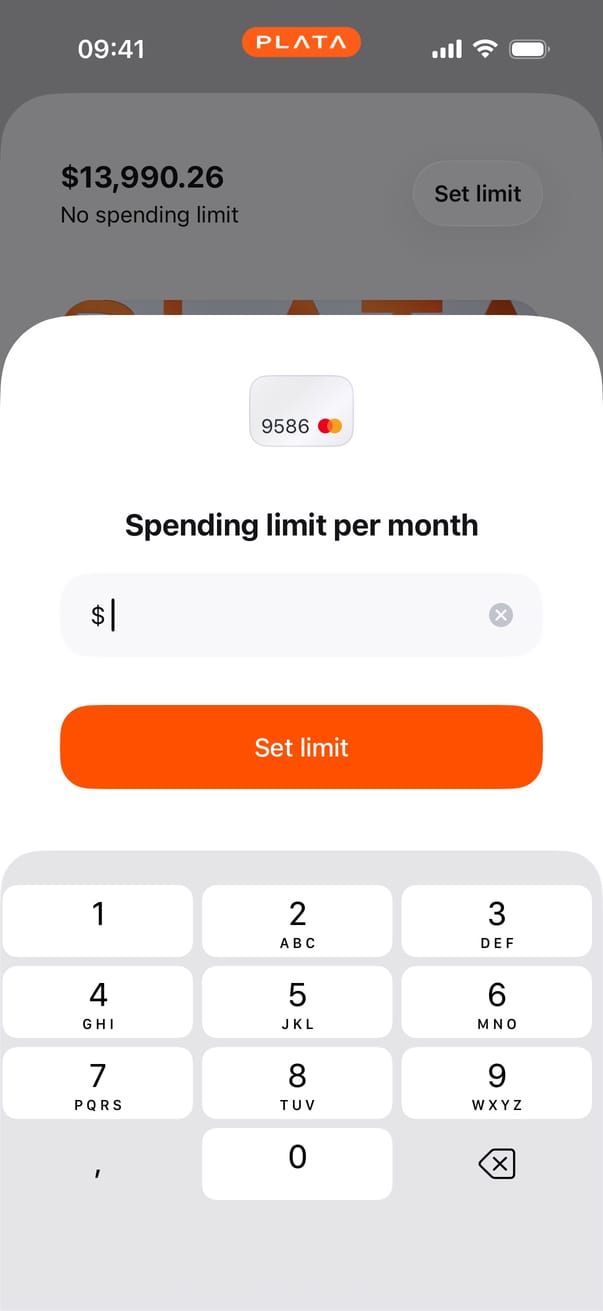 09:41
PLATA
$13,990.26
No spending limit
Set limit
PLATA
9586
Spending limit per month
$
Set limit
1
2
ABC
3
DEF
4
GHI
5
JKL
6
MNO
7
PQRS
8
TUV
9
WXYZ
,
0